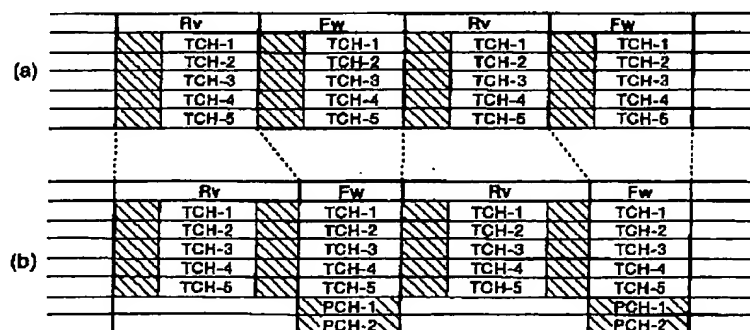 Rv Fw Rv Fw
TCH-1 TCH-1 TCH-1 TCH-1
TCH-2 TCH-2 TCH-2 TCH-2
(a) TCH-3 TCH-3 TCH-3 TCH-3
TCH-4 TCH-4 TCH-4 TCH-4
TCH-5 TCH-5 TCH-5 TCH-5
Rv Fw Rv Fw
TCH-1 TCH-1 TCH-1 TCH-1
TCH-2 TCH-2 TCH-2 TCH-2
(b) TCH-3 TCH-3 TCH-3 TCH-3
TCH-4 TCH-4 TCH-4 TCH-4
TCH-5 TCH-5 TCH-5 TCH-5
PCH-1 PCH-1
PCH-2 PCH-2